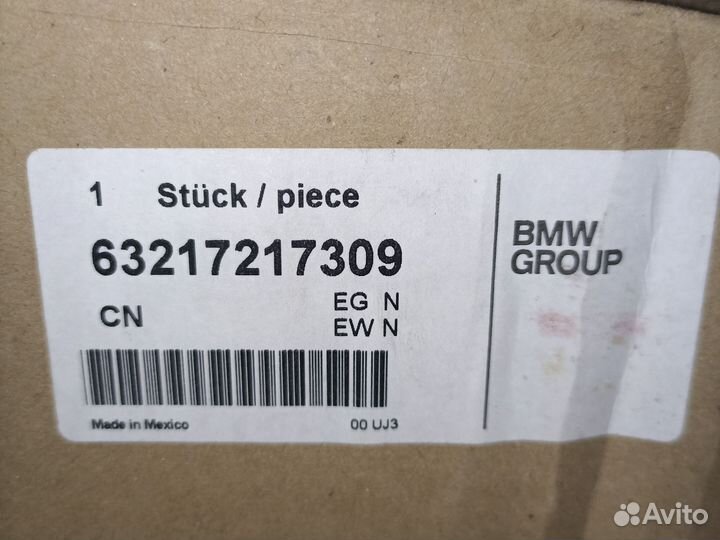 1 Stück / piece
63217217309
CN
EG N
EW N
Made in Mexico
00 UJ3
BMW
GROUP
Avito